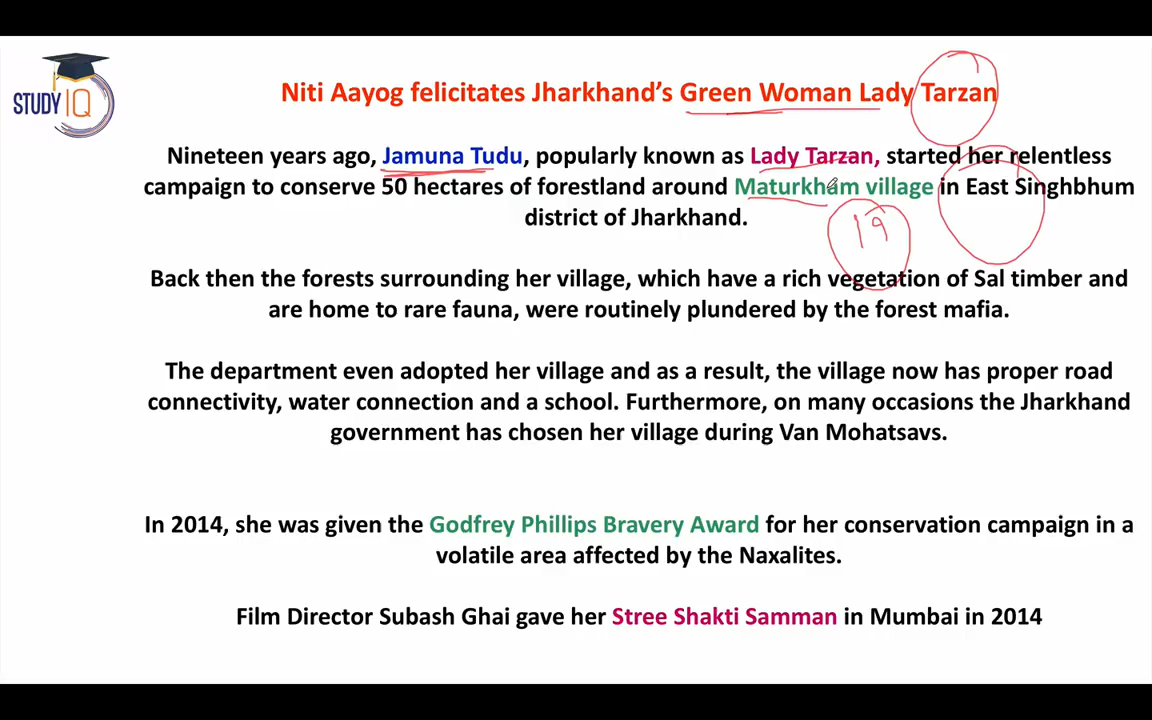 STUDY IQ
Niti Aayog felicitates Jharkhand's Green Woman Lady Tarzan
Nineteen years ago, Jamuna Tudu, popularly known as Lady Tarzan, started her relentless
campaign to conserve 50 hectares of forestland around Maturkham village in East Singhbhum
district of Jharkhand.
19
Back then the forests surrounding her village, which have a rich vegetation of Sal timber and
are home to rare fauna, were routinely plundered by the forest mafia.
The department even adopted her village and as a result, the village now has proper road
connectivity, water connection and a school. Furthermore, on many occasions the Jharkhand
government has chosen her village during Van Mohatsavs.
In 2014, she was given the Godfrey Phillips Bravery Award for her conservation campaign in a
volatile area affected by the Naxalites.
Film Director Subash Ghai gave her Stree Shakti Samman in Mumbai in 2014